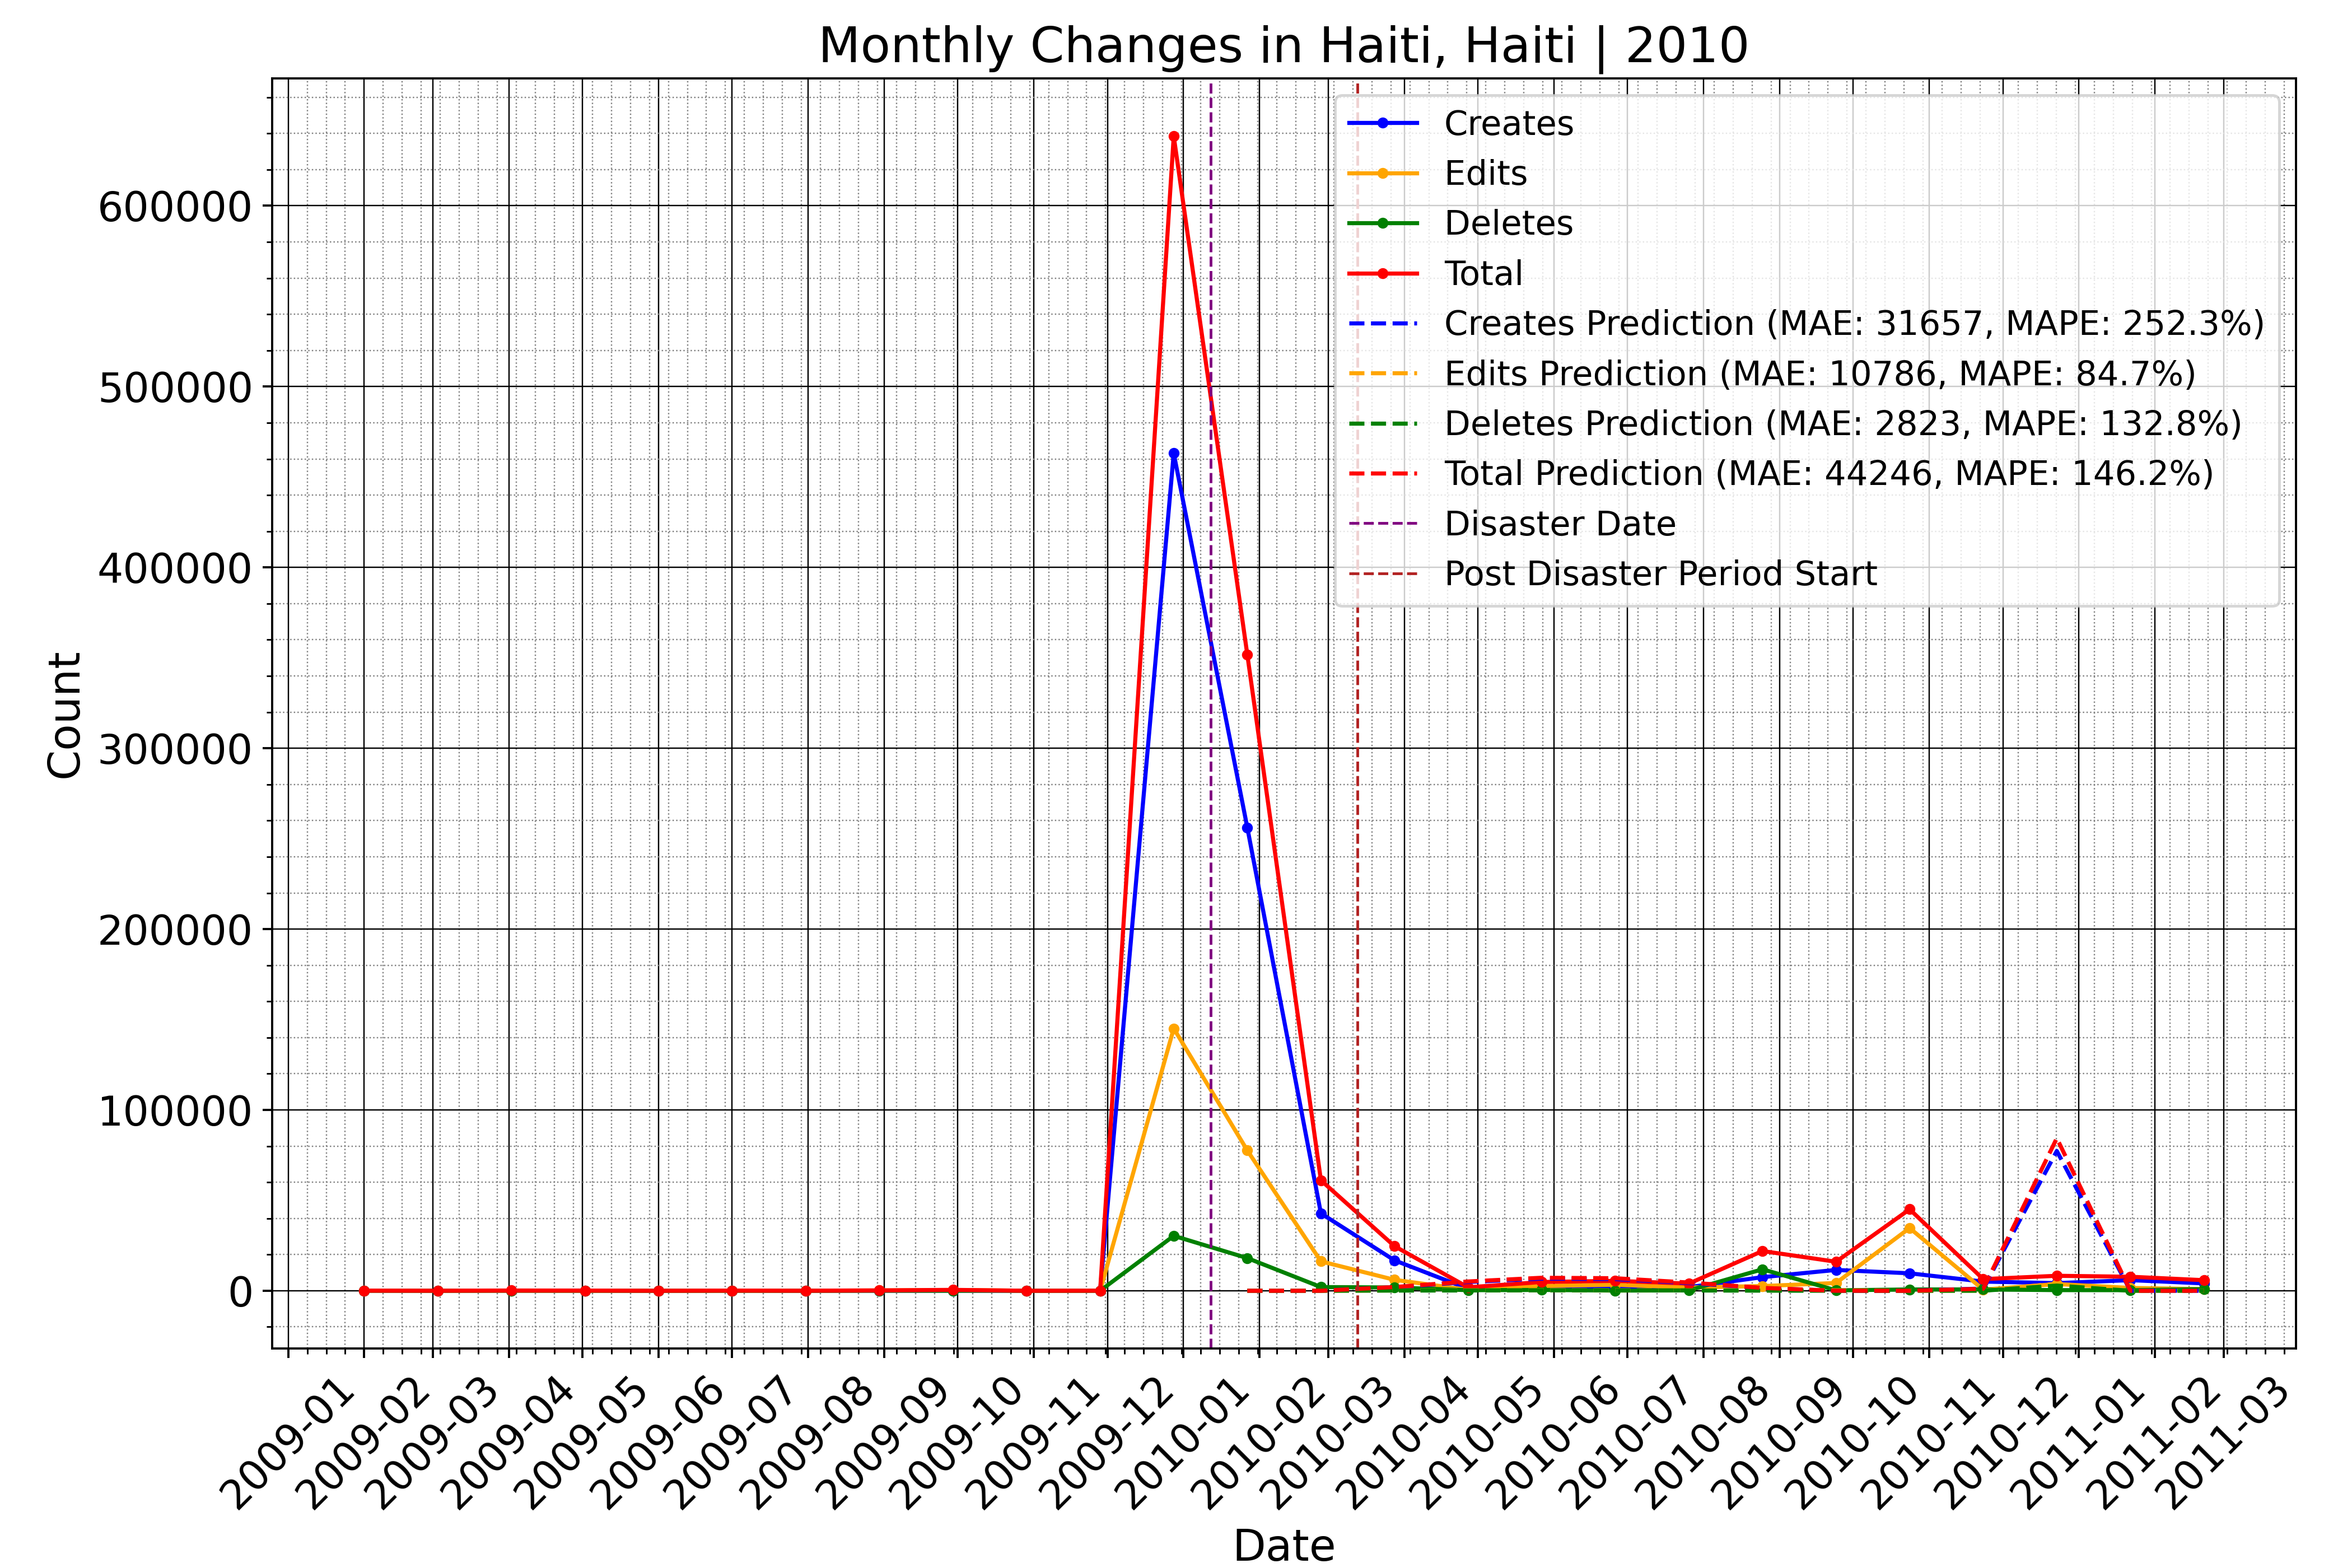 Monthly Changes in Haiti, Haiti | 2010
Creates
Edits
Deletes
Total
Creates Prediction (MAE: 31657, MAPE: 252.3%)
Edits Prediction (MAE: 10786, MAPE: 84.7%)
Deletes Prediction (MAE: 2823, MAPE: 132.8%)
Total Prediction (MAE: 44246, MAPE: 146.2%)
Disaster Date
Post Disaster Period Start
600000
500000
400000
300000
200000
100000
0
Count
2009-01
2009-02
2009-03
2009-04
2009-05
2009-06
2009-07
2009-08
2009-09
2009-10
2009-11
2009-12
2010-01
2010-02
2010-03
2010-04
2010-05
2010-06
2010-07
2010-08
2010-09
2010-10
2010-11
2010-12
2011-01
2011-02
2011-03
Date